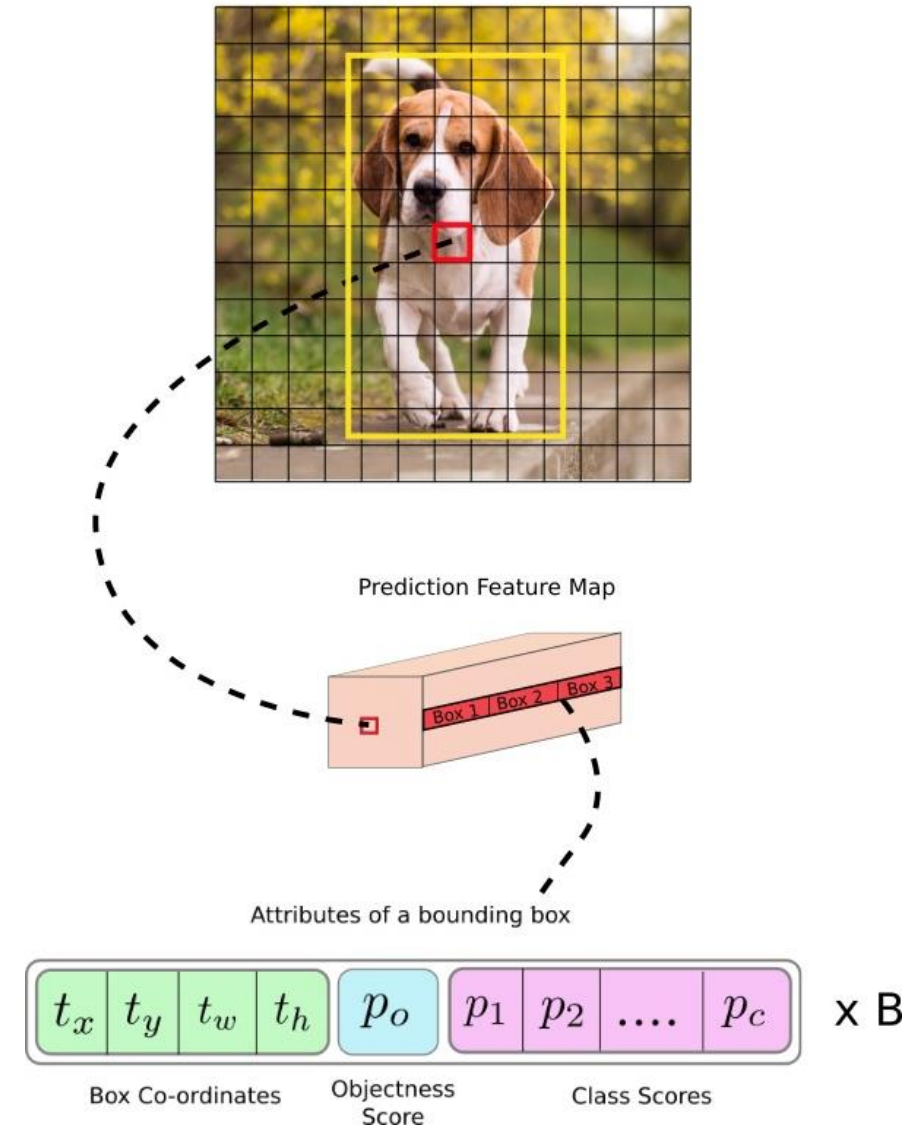 Prediction Feature Map
Box 1 Box 2 Box 3
Attributes of a bounding box
t_x t_y t_w t_h p_o p_1 p_2 .... p_c x B
Box Co-ordinates Objectness Score Class Scores